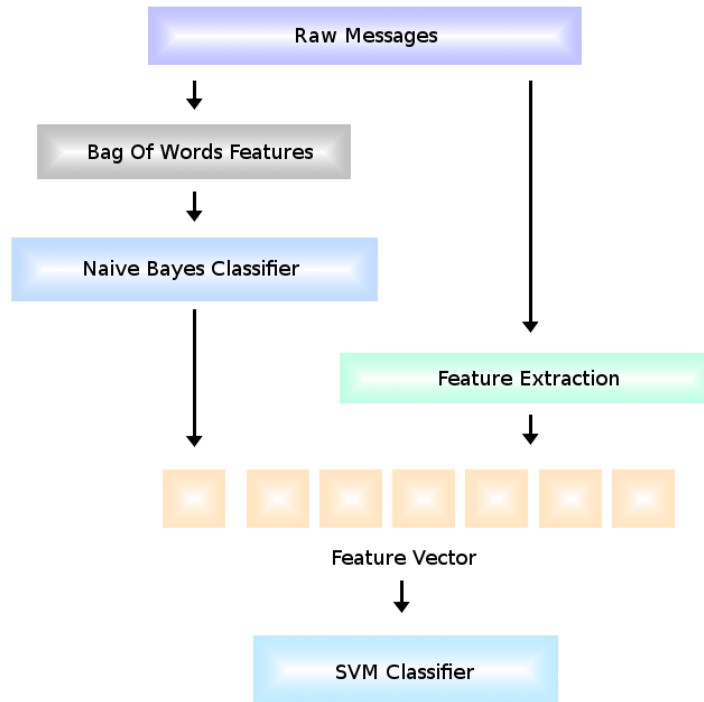 Raw Messages
Bag Of Words Features
Naive Bayes Classifier
Feature Extraction
Feature Vector
SVM Classifier